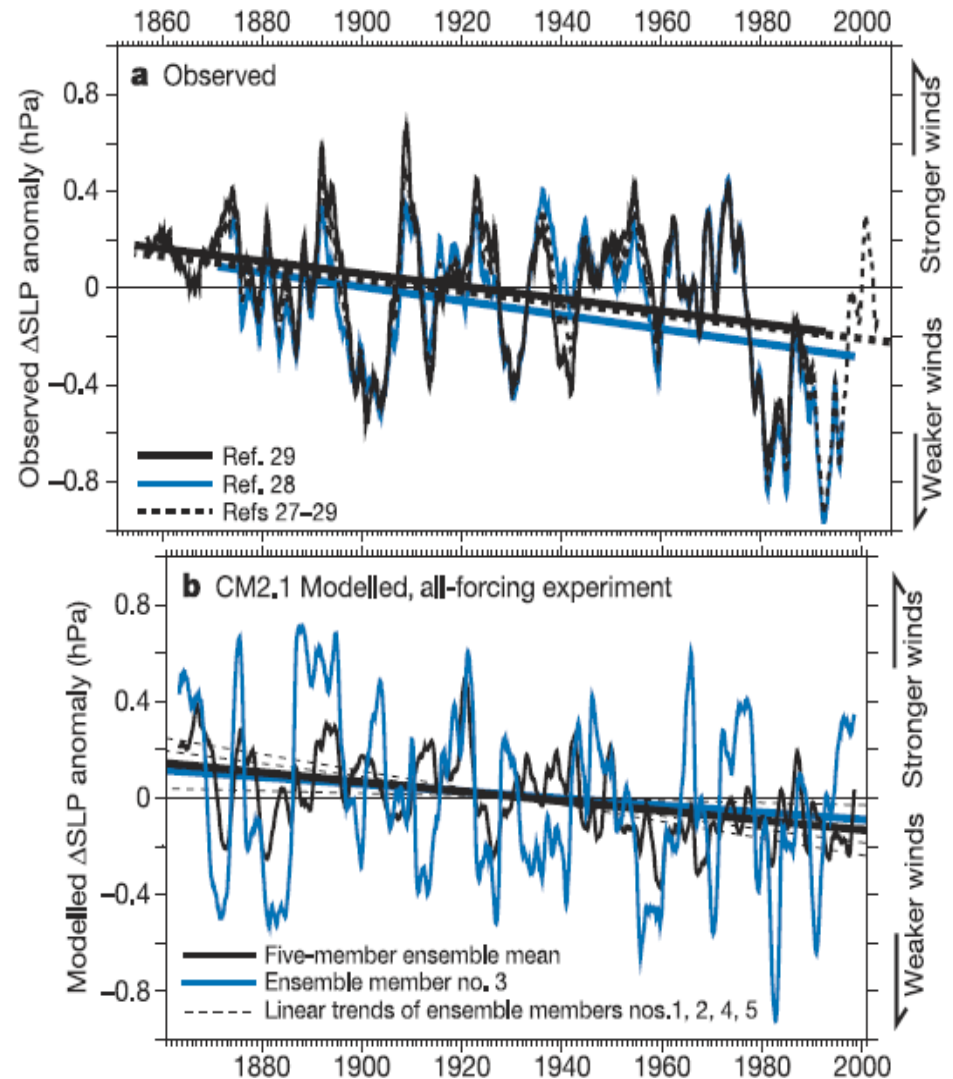 1860 1880 1900 1920 1940 1960 1980 2000
a Observed
Observed ΔSLP anomaly (hPa)
0.8
0.4
0
−0.4
−0.8
Stronger winds
Weaker winds
Ref. 29
Ref. 28
Refs 27–29
b CM2.1 Modelled, all-forcing experiment
Modelled ΔSLP anomaly (hPa)
0.8
0.4
0
−0.4
−0.8
Stronger winds
Weaker winds
Five-member ensemble mean
Ensemble member no. 3
Linear trends of ensemble members nos.1, 2, 4, 5
1880 1900 1920 1940 1960 1980 2000